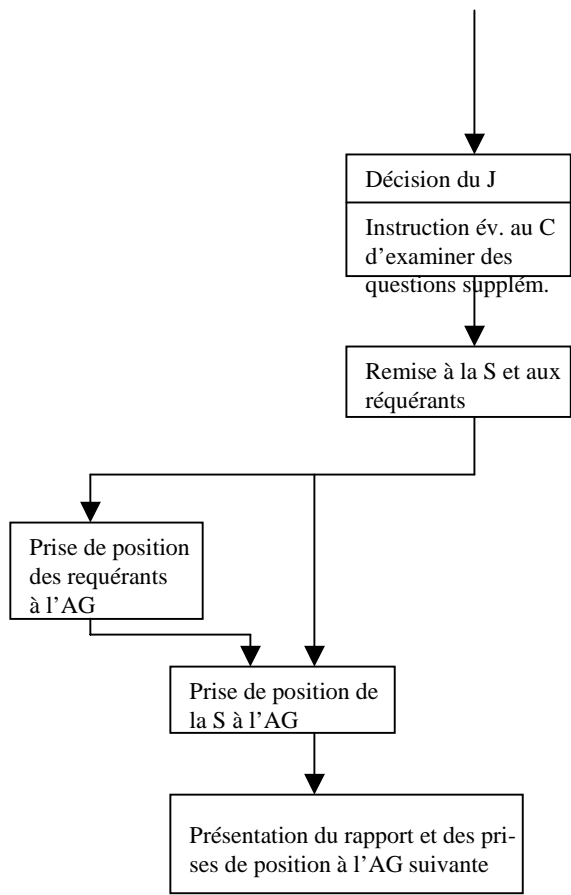 Décision du J
Instruction év. au C
d’examiner des
questions supplém.
Remise à la S et aux
réquérants
Prise de position
des requérants
à l’AG
Prise de position de
la S à l’AG
Présentation du rapport et des pri-
ses de position à l’AG suivante